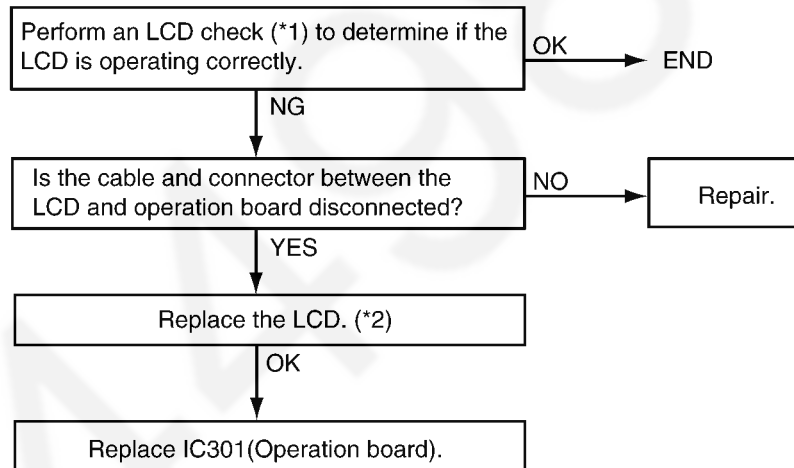 Perform an LCD check (*1) to determine if the
LCD is operating correctly.
OK
END
NG
Is the cable and connector between the
LCD and operation board disconnected?
NO
Repair.
YES
Replace the LCD. (*2)
OK
Replace IC301(Operation board).